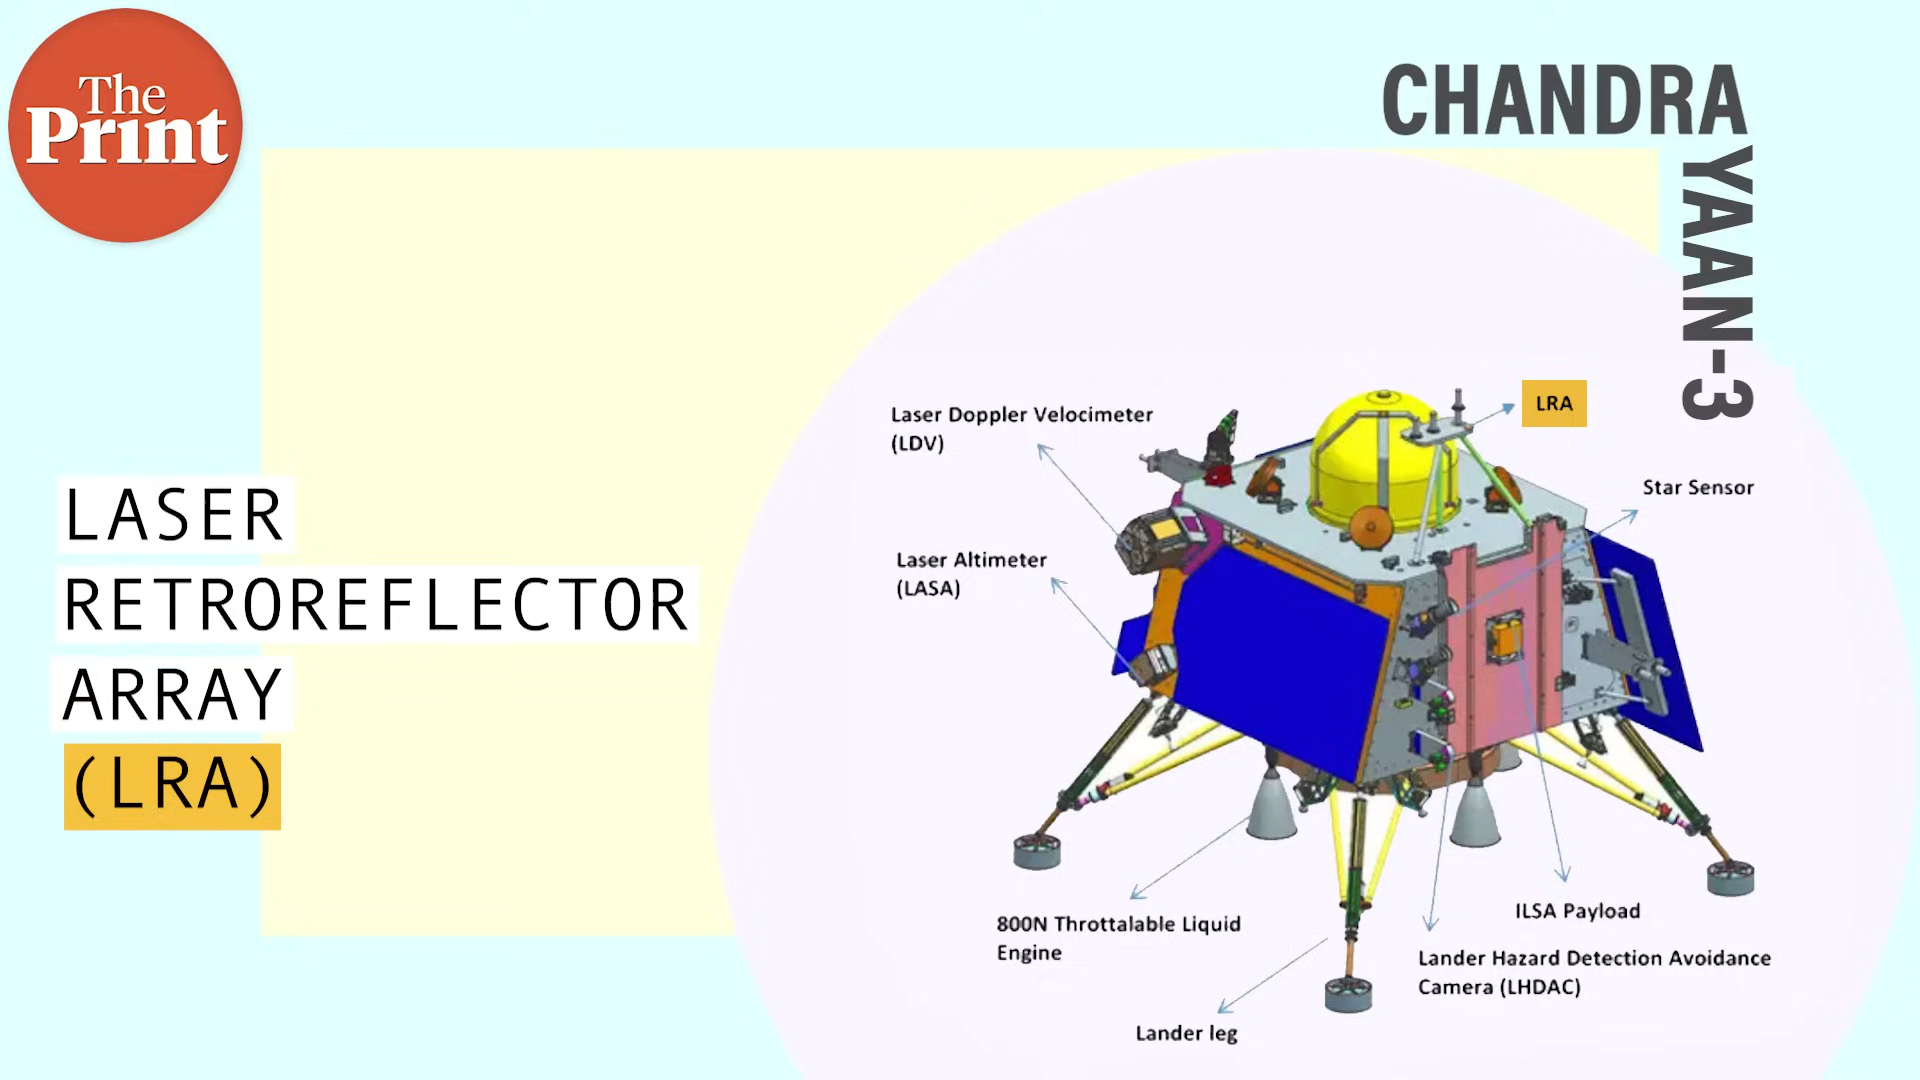 The
Print
CHANDRA
YAAN-3
LASER
RETROREFLECTOR
ARRAY
(LRA)
Laser Doppler Velocimeter
(LDV)
LRA
Star Sensor
Laser Altimeter
(LASA)
800N Throttalable Liquid
Engine
ILSA Payload
Lander Hazard Detection Avoidance
Camera (LHDAC)
Lander leg